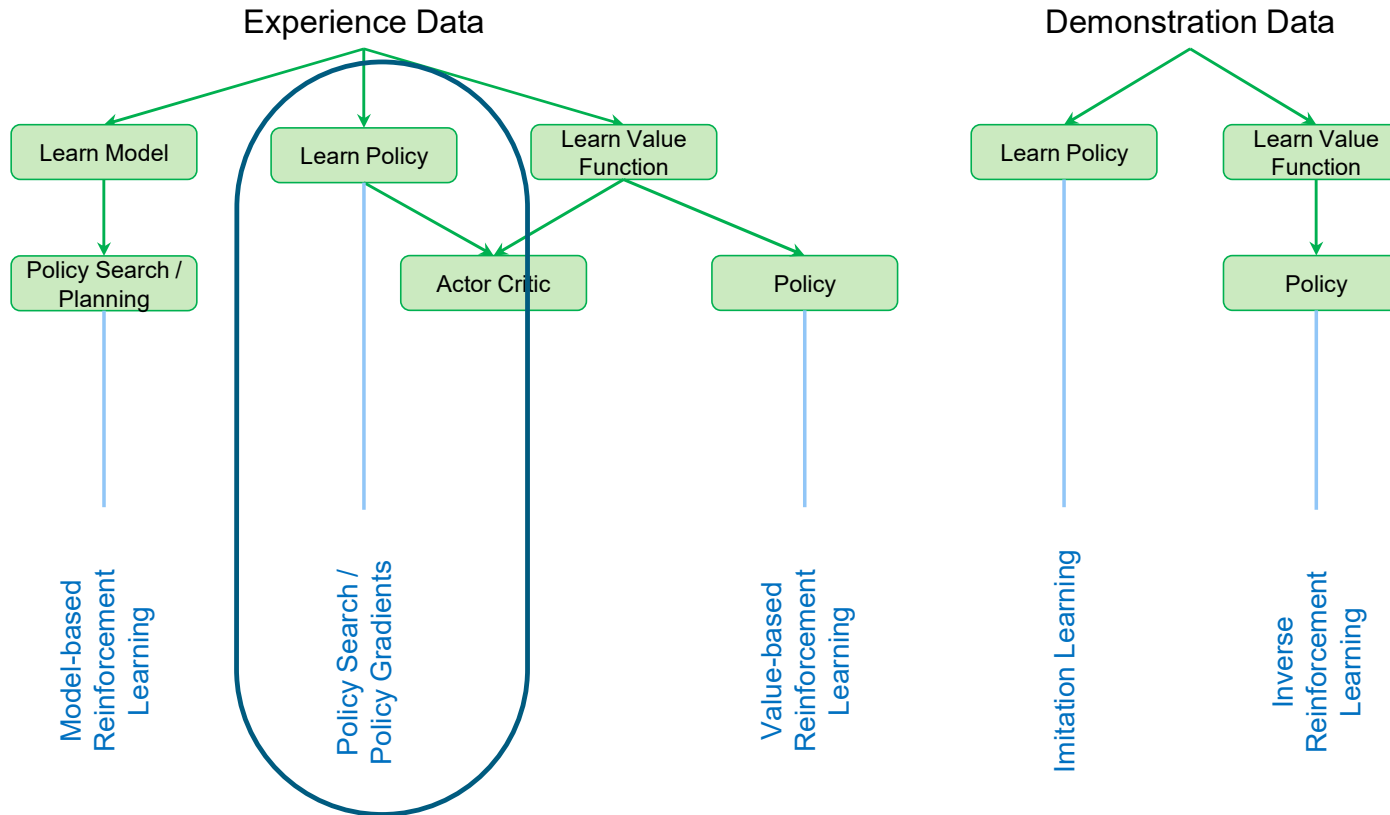 Experience Data
Demonstration Data
Learn Model
Learn Policy
Learn Value
Function
Learn Policy
Learn Value
Function
Policy Search /
Planning
Actor Critic
Policy
Policy
Model-based
Reinforcement
Learning
Policy Search /
Policy Gradients
Value-based
Reinforcement
Learning
Imitation Learning
Inverse
Reinforcement
Learning